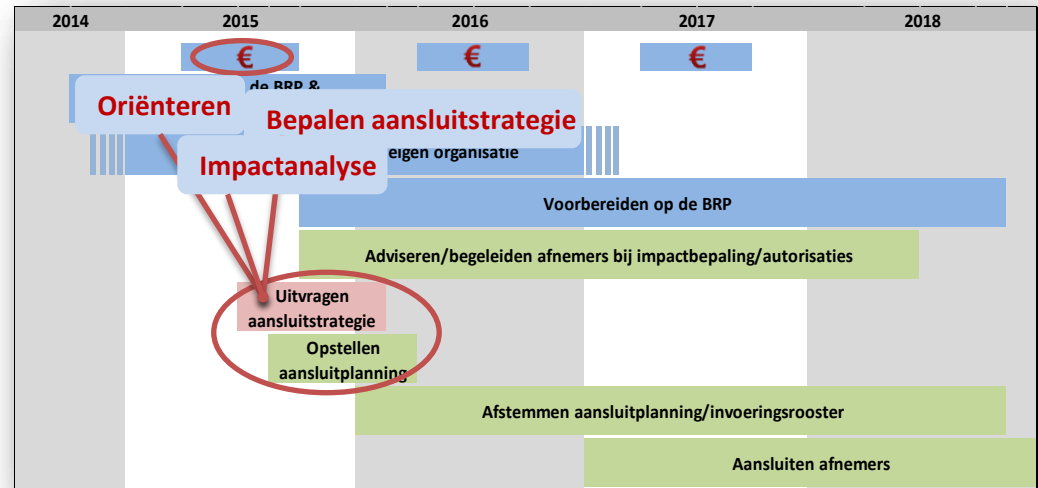 2014 2015 2016 2017 2018
€ € €
de BRP &
Oriënteren
Bepalen aansluitstrategie
eigen organisatie
Impactanalyse
Voorbereiden op de BRP
Adviseren/begeleiden afnemers bij impactbepaling/autorisaties
Uitvragen
aansluitstrategie
Opstellen
aansluitplanning
Afstemmen aansluitplanning/invoeringsrooster
Aansluiten afnemers